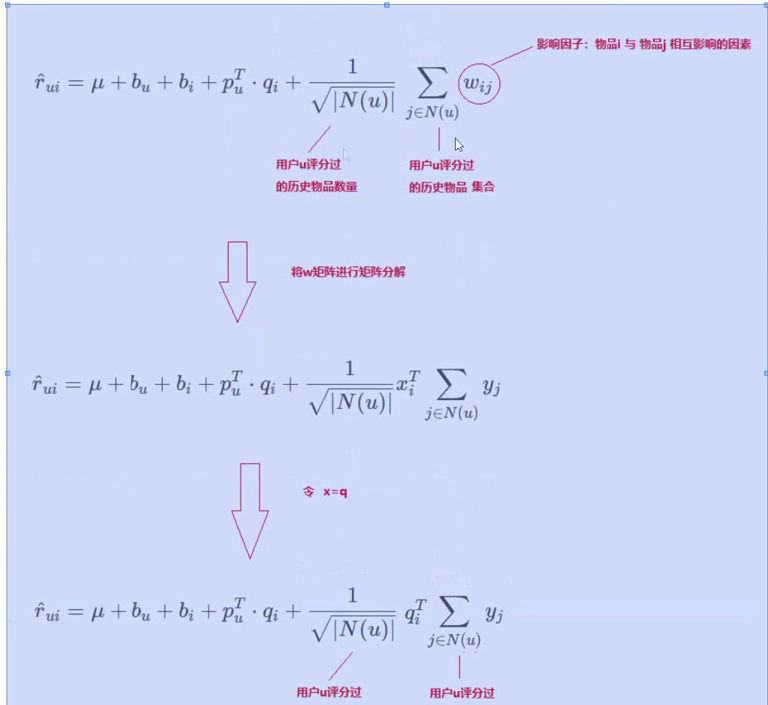 影响因子：物品i 与 物品j 相互影响的因素
$\hat{r}_{ui} = \mu + b_u + b_i + p_u^T \cdot q_i + \frac{1}{\sqrt{|N(u)|}} \sum_{j \in N(u)} w_{ij}$
用户u评分过
的历史物品数量
用户u评分过
的历史物品 集合
将w矩阵进行矩阵分解
$\hat{r}_{ui} = \mu + b_u + b_i + p_u^T \cdot q_i + \frac{1}{\sqrt{|N(u)|}} x_i^T \sum_{j \in N(u)} y_j$
令 x=q
$\hat{r}_{ui} = \mu + b_u + b_i + p_u^T \cdot q_i + \frac{1}{\sqrt{|N(u)|}} q_i^T \sum_{j \in N(u)} y_j$
用户u评分过
用户u评分过